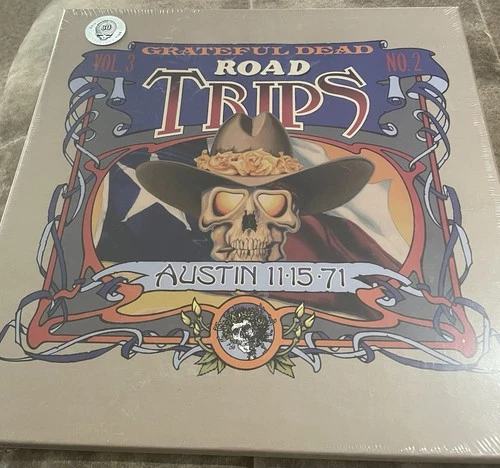 GRATEFUL DEAD
VOL. 3
ROAD
NO. 2
TRIPS
AUSTIN 11·15·71